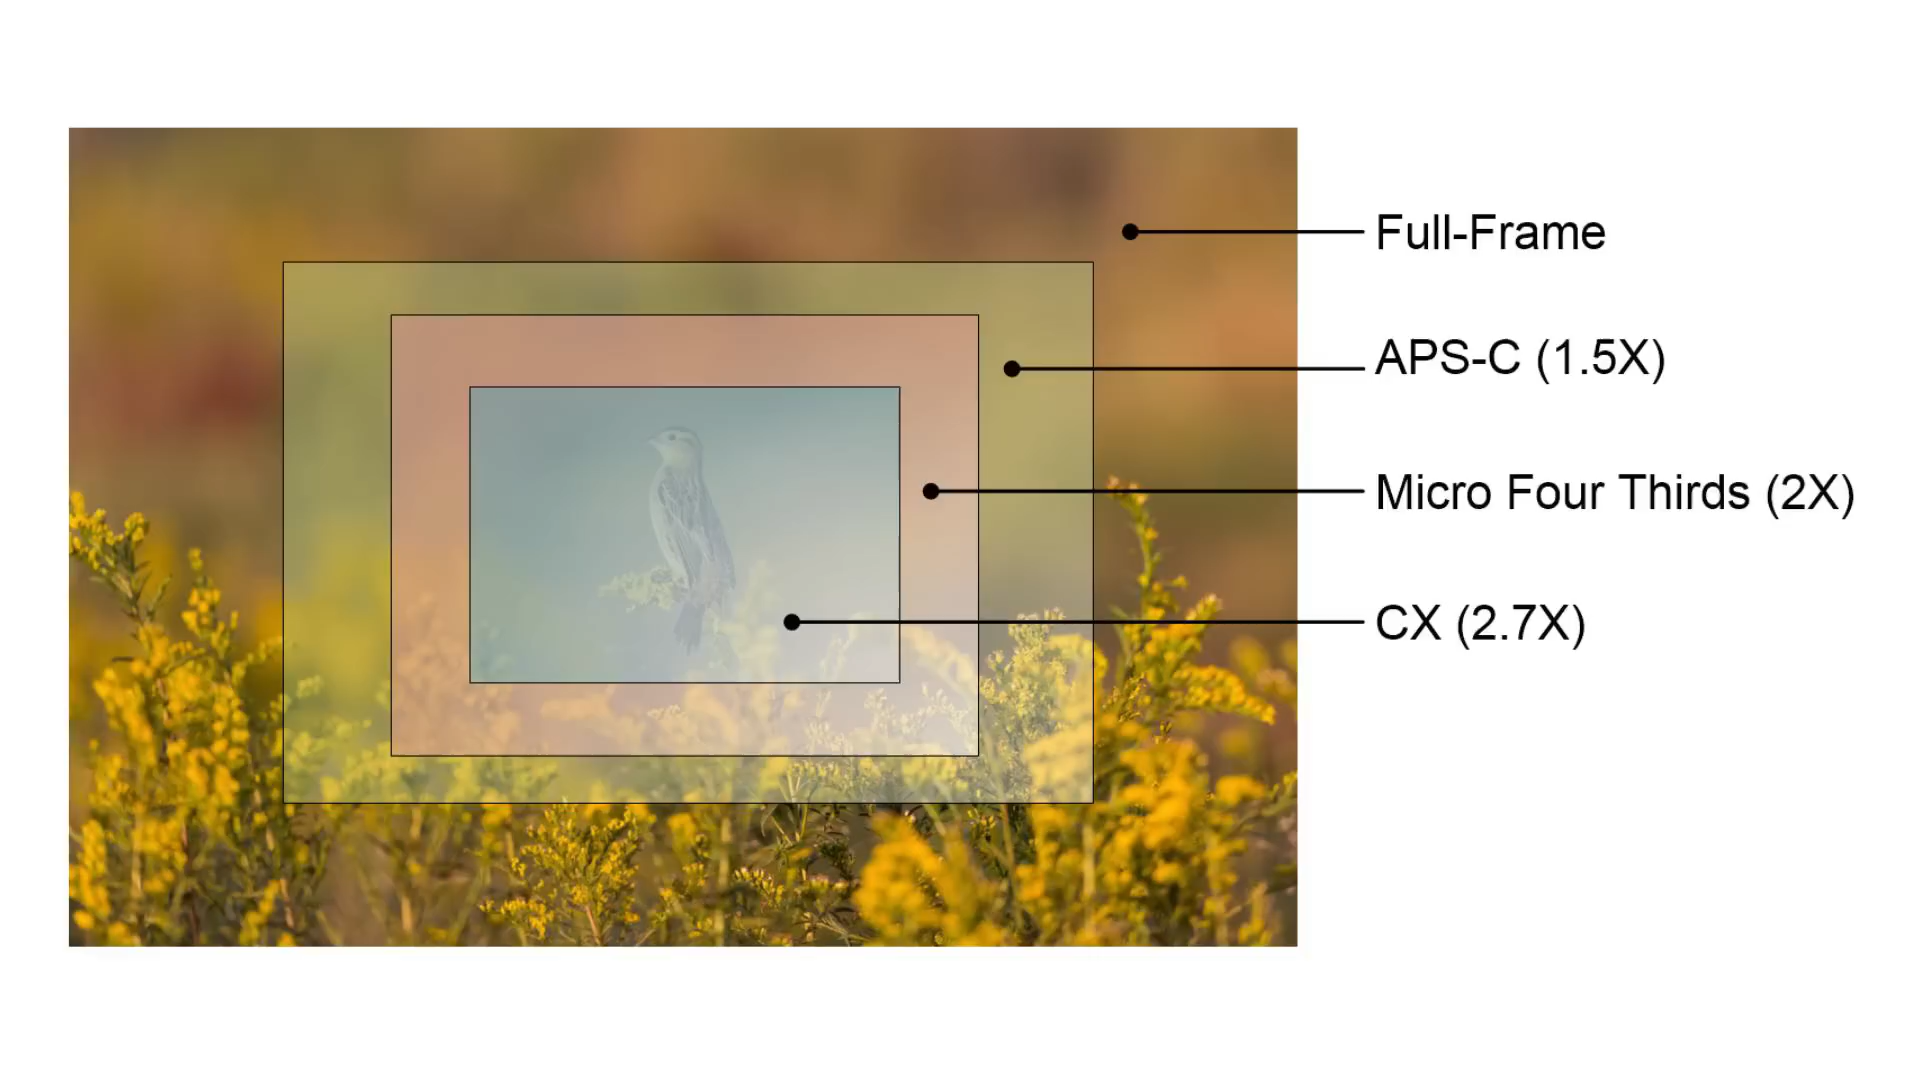 Full-Frame
APS-C (1.5X)
Micro Four Thirds (2X)
CX (2.7X)